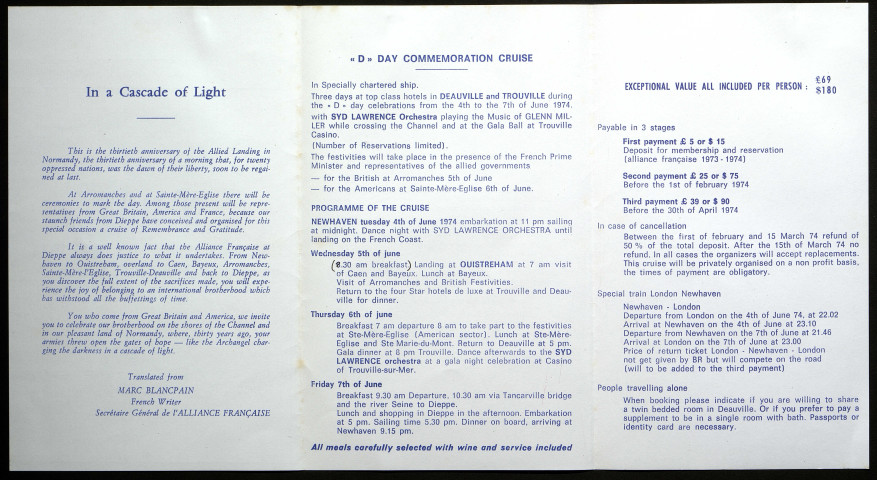 In a Cascade of Light
This is the thirtieth anniversary of the Allied Landing in
Normandy, the thirtieth anniversary of a morning that, for twenty
oppressed nations, was the dawn of their liberty, soon to be regai-
ned at last.
At Arromanches and at Sainte-Mère-Eglise there will be
ceremonies to mark the day. Among those present will be repre-
sentatives from Great Britain, America and France, because our
staunch friends from Dieppe have conceived and organised for this
special occasion a cruise of Remembrance and Gratitude.
It is a well known fact that the Alliance Française at
Dieppe always does justice to what it undertakes. From New-
haven to Ouistreham, overland to Caen, Bayeux, Arromanches,
Sainte-Mère-l'Eglise, Trouville-Deauville and back to Dieppe, as
you discover the full extent of the sacrifices made, you will expe-
rience the joy of belonging to an international brotherhood which
has withstood all the buffettings of time.
You who come from Great Britain and America, we invite
you to celebrate our brotherhood on the shores of the Channel and
in our pleasant land of Normandy, where, thirty years ago, your
armies threw open the gates of hope — like the Archangel char-
ging the darkness in a cascade of light.
Translated from
MARC BLANCPAIN
French Writer
Secrétaire Général de l'ALLIANCE FRANÇAISE
« D » DAY COMMEMORATION CRUISE
In Specially chartered ship.
Three days at top class hotels in DEAUVILLE and TROUVILLE during
the « D » day celebrations from the 4th to the 7th of June 1974.
with SYD LAWRENCE Orchestra playing the Music of GLENN MIL-
LER while crossing the Channel and at the Gala Ball at Trouville
Casino.
(Number of Reservations limited).
The festivities will take place in the presence of the French Prime
Minister and representatives of the allied governments
— for the British at Arromanches 5th of June
— for the Americans at Sainte-Mère-Eglise 6th of June.
PROGRAMME OF THE CRUISE
NEWHAVEN tuesday 4th of June 1974 embarkation at 11 pm sailing
at midnight. Dance night with SYD LAWRENCE ORCHESTRA until
landing on the French Coast.
Wednesday 5th of june
(6.30 am breakfast) Landing at OUISTREHAM at 7 am visit
of Caen and Bayeux. Lunch at Bayeux.
Visit of Arromanches and British Festivities.
Return to the four Star hotels de luxe at Trouville and Deau-
ville for dinner.
Thursday 6th of june
Breakfast 7 am departure 8 am to take part to the festivities
at Ste-Mère-Eglise (American sector). Lunch at Ste-Mère-
Eglise and Ste Marie-du-Mont. Return to Deauville at 5 pm.
Gala dinner at 8 pm Trouville. Dance afterwards to the SYD
LAWRENCE orchestra at a gala night celebration at Casino
of Trouville-sur-Mer.
Friday 7th of June
Breakfast 9.30 am Departure, 10.30 am via Tancarville bridge
and the river Seine to Dieppe.
Lunch and shopping in Dieppe in the afternoon. Embarkation
at 5 pm. Sailing time 5.30 pm. Dinner on board, arriving at
Newhaven 9.15 pm.
All meals carefully selected with wine and service included
EXCEPTIONAL VALUE ALL INCLUDED PER PERSON : £69
$180
Payable in 3 stages
First payment £ 5 or $ 15
Deposit for membership and reservation
(alliance française 1973 - 1974)
Second payment £ 25 or $ 75
Before the 1st of february 1974
Third payment £ 39 or $ 90
Before the 30th of April 1974
In case of cancellation
Between the first of february and 15 March 74 refund of
50 % of the total deposit. After the 15th of March 74 no
refund. In all cases the organizers will accept replacements.
This cruise will be privately organised on a non profit basis,
the times of payment are obligatory.
Special train London Newhaven
Newhaven - London
Departure from London on the 4th of June 74, at 22.02
Arrival at Newhaven on the 4th of June at 23.10
Departure from Newhaven on the 7th of June at 21.46
Arrival at London on the 7th of June at 23.00
Price of return ticket London - Newhaven - London
not get given by BR but will compete on the road
(will to be added to the third payment)
People travelling alone
When booking please indicate if you are willing to share
a twin bedded room in Deauville. Or if you prefer to pay a
supplement to be in a single room with bath. Passports or
identity card are necessary.